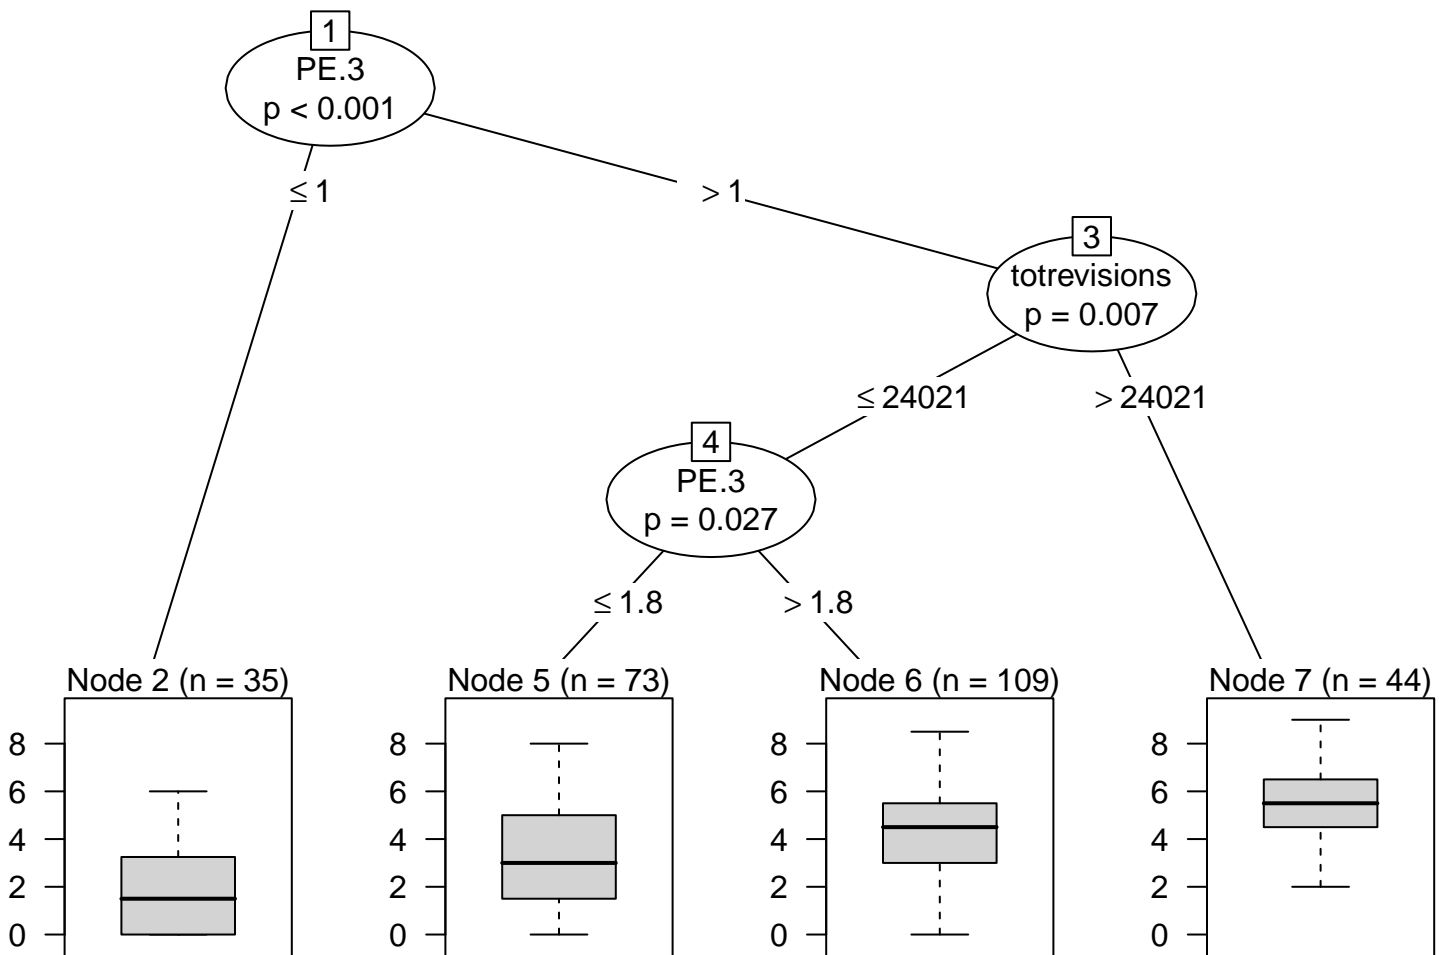 1
PE.3
p < 0.001
≤ 1
> 1
3
totrevisions
p = 0.007
≤ 24021
> 24021
4
PE.3
p = 0.027
≤ 1.8
> 1.8
Node 2 (n = 35)
8
6
4
2
0
Node 5 (n = 73)
8
6
4
2
0
Node 6 (n = 109)
8
6
4
2
0
Node 7 (n = 44)
8
6
4
2
0